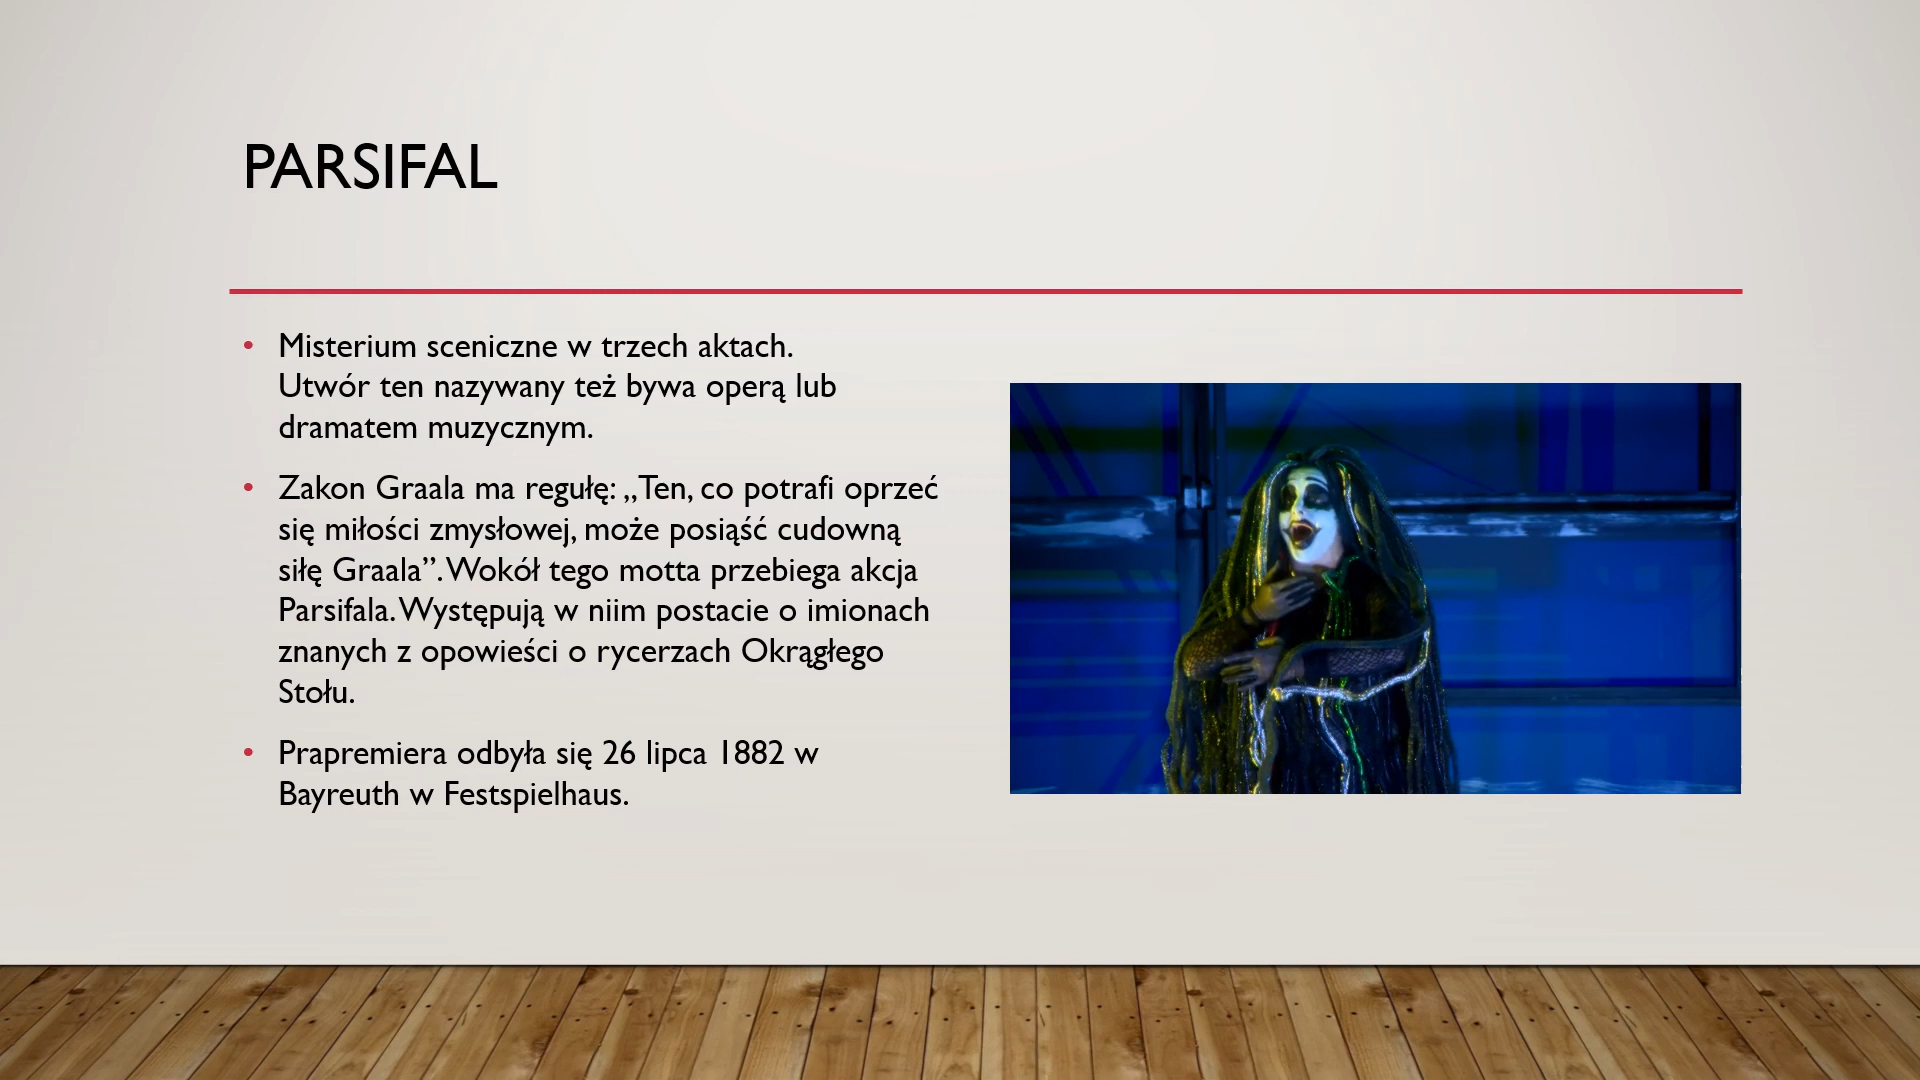 PARSIFAL
• Misterium sceniczne w trzech aktach.
Utwór ten nazywany też bywa operą lub
dramatem muzycznym.
• Zakon Graala ma regułę: „Ten, co potrafi oprzeć
się miłości zmysłowej, może posiąść cudowną
siłę Graala”. Wokół tego motta przebiega akcja
Parsifala. Występują w niim postacie o imionach
znanych z opowieści o rycerzach Okrągłego
Stołu.
• Prapremiera odbyła się 26 lipca 1882 w
Bayreuth w Festspielhaus.